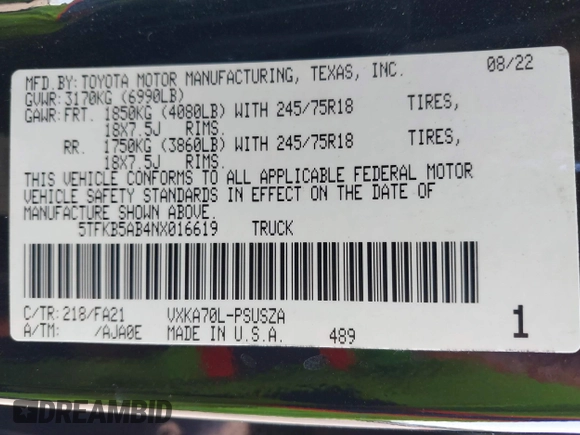 MFD.BY:TOYOTA MOTOR MANUFACTURING, TEXAS, INC. 08/22
GVWR:3170KG (6990LB)
GAWR:FRT. 1850KG (4080LB) WITH 245/75R18 TIRES,
18X7.5J RIMS.
RR. 1750KG (3860LB) WITH 245/75R18 TIRES,
18X7.5J RIMS.
THIS VEHICLE CONFORMS TO ALL APPLICABLE FEDERAL MOTOR
VEHICLE SAFETY STANDARDS IN EFFECT ON THE DATE OF
MANUFACTURE SHOWN ABOVE.
5TFKB5AB4NX016619 TRUCK
C/TR:218/FA21 VXKA70L-PSUSZA
A/TM: /AJA0E MADE IN U.S.A. 489 1
DREAMBID